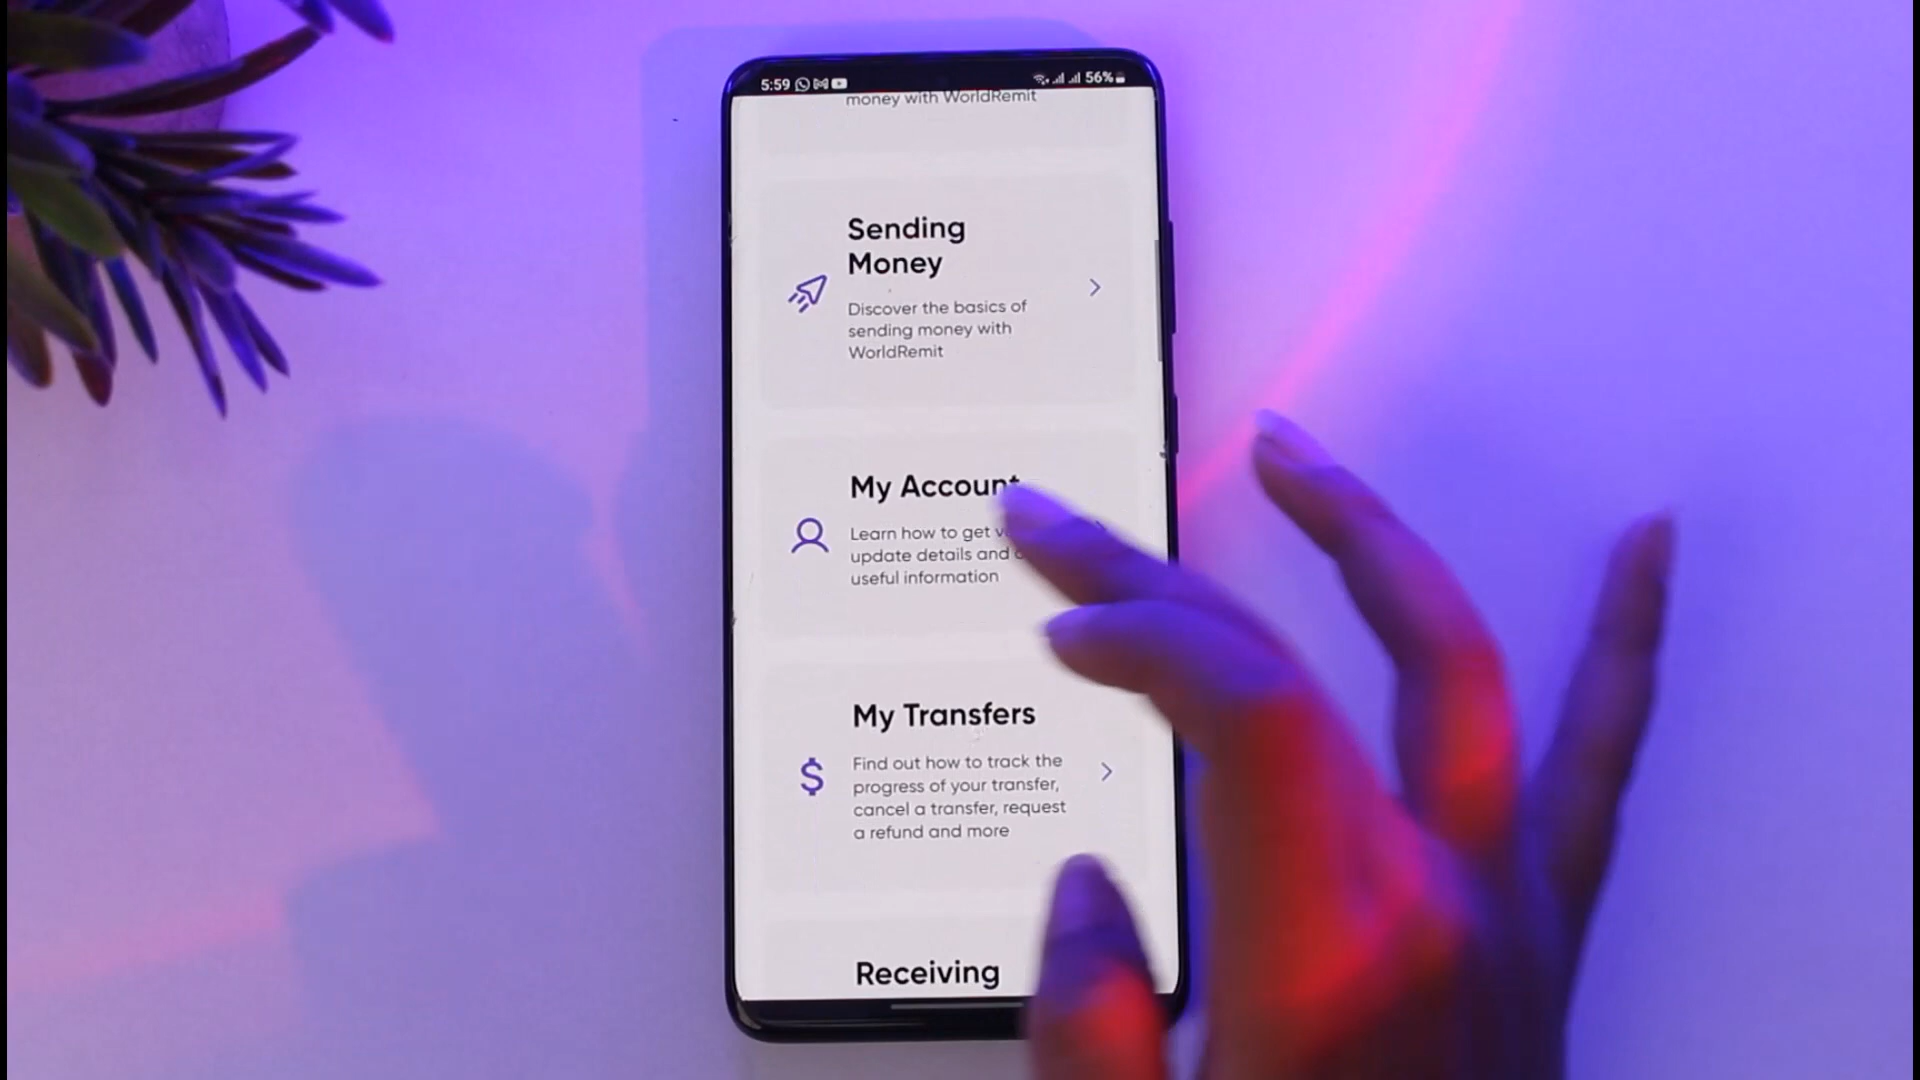 5:59
56%
money with WorldRemit
Sending
Money
Discover the basics of
sending money with
WorldRemit
My Account
Learn how to get
update details and
useful information
My Transfers
$
Find out how to track the
progress of your transfer,
cancel a transfer, request
a refund and more
Receiving